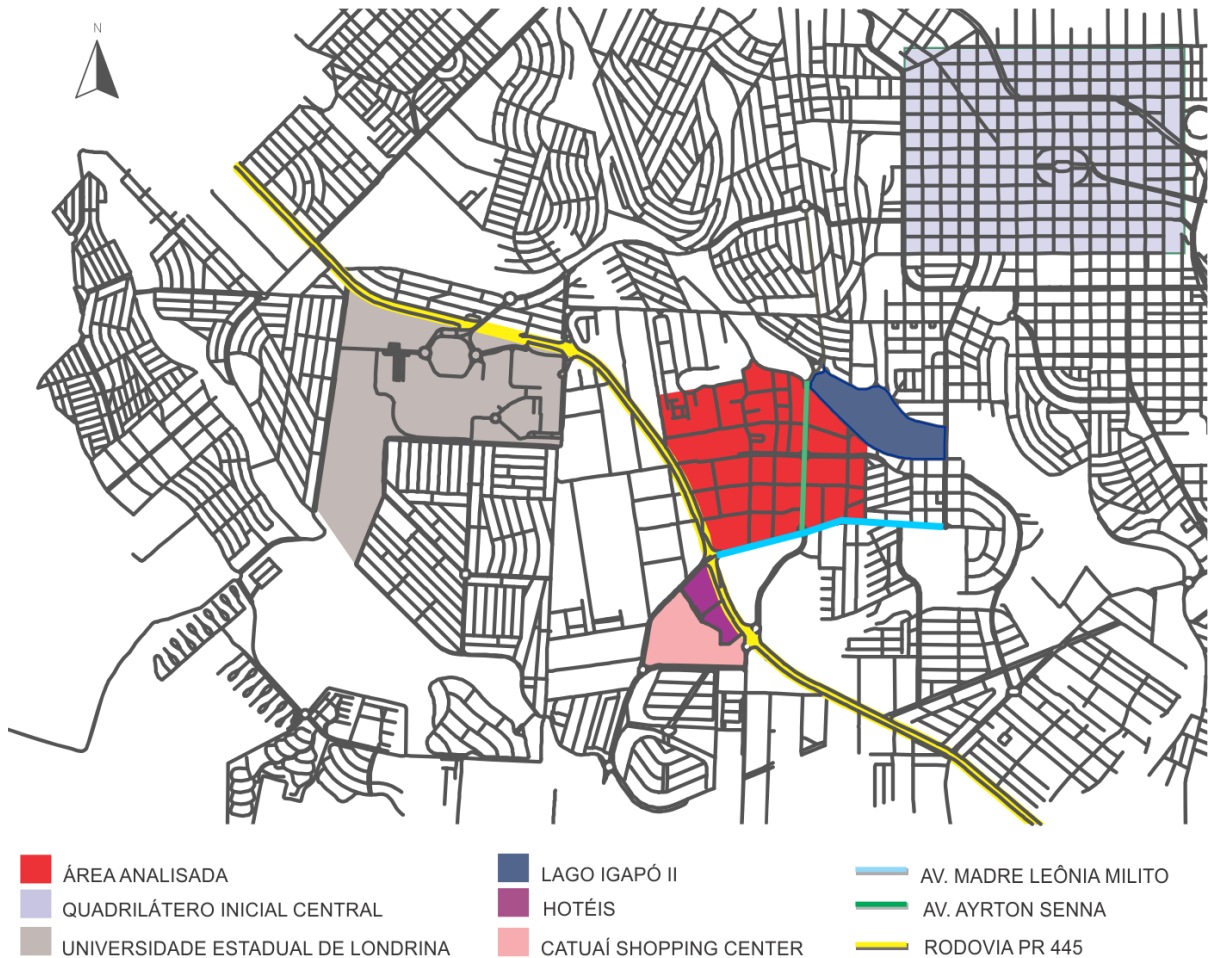 N
ÁREA ANALISADA
QUADRILÁTERO INICIAL CENTRAL
UNIVERSIDADE ESTADUAL DE LONDRINA
LAGO IGAPÓ II
HOTÉIS
CATUAÍ SHOPPING CENTER
AV. MADRE LEÔNIA MILITO
AV. AYRTON SENNA
RODOVIA PR 445